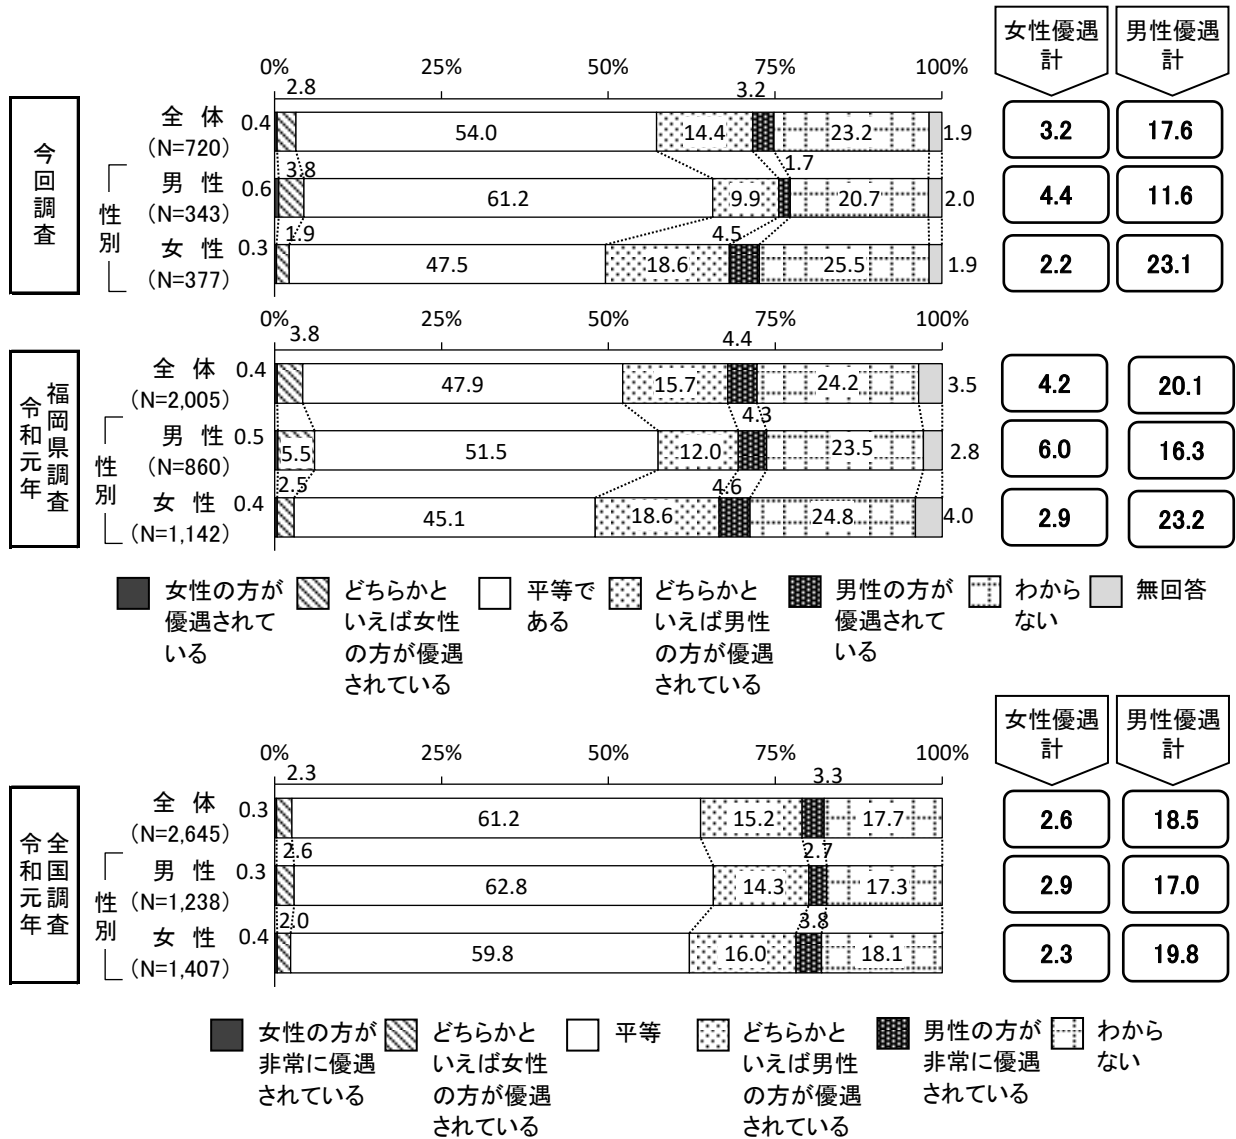 女性優遇
計
男性優遇
計
0% 25% 50% 75% 100%
2.8 3.2
今回調査
全 体 0.4 54.0 14.4 23.2 1.9 3.2 17.6
(N=720)
3.8 1.7
性別
男 性 0.6 61.2 9.9 20.7 2.0 4.4 11.6
(N=343)
1.9 4.5
女 性 0.3 47.5 18.6 25.5 1.9 2.2 23.1
(N=377)
0% 25% 50% 75% 100%
3.8 4.4
福岡県調査
令和元年
全 体 0.4 47.9 15.7 24.2 3.5 4.2 20.1
(N=2,005)
4.3
性別
男 性 0.5 5.5 51.5 12.0 23.5 2.8 6.0 16.3
(N=860)
2.5 4.6
女 性 0.4 45.1 18.6 24.8 4.0 2.9 23.2
(N=1,142)
女性の方が
優遇されて
いる
どちらかと
いえば女性
の方が優遇
されている
平等で
ある
どちらかと
いえば男性
の方が優遇
されている
男性の方が
優遇されて
いる
わから
ない
無回答
女性優遇
計
男性優遇
計
0% 25% 50% 75% 100%
2.3 3.3
全国調査
令和元年
全 体 0.3 61.2 15.2 17.7 2.6 18.5
(N=2,645)
2.6 2.7
性別
男 性 0.3 62.8 14.3 17.3 2.9 17.0
(N=1,238)
2.0 3.8
女 性 0.4 59.8 16.0 18.1 2.3 19.8
(N=1,407)
女性の方が
非常に優遇
されている
どちらかと
いえば女性
の方が優遇
されている
平等
どちらかと
いえば男性
の方が優遇
されている
男性の方が
非常に優遇
されている
わから
ない